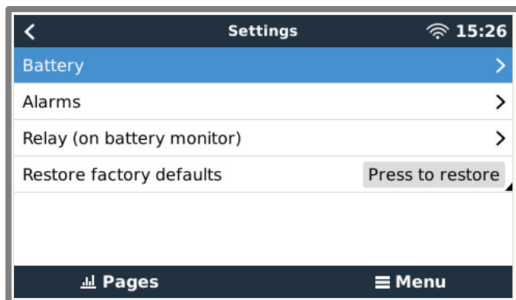 Settings 15:26
Battery
Alarms
Relay (on battery monitor)
Restore factory defaults Press to restore
Pages Menu